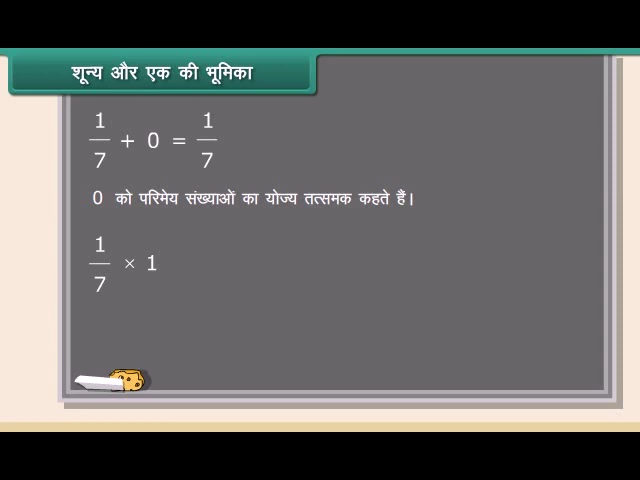 शून्य और एक की भूमिका
1/7 + 0 = 1/7
0 को परिमेय संख्याओं का योज्य तत्समक कहते हैं।
1/7 × 1